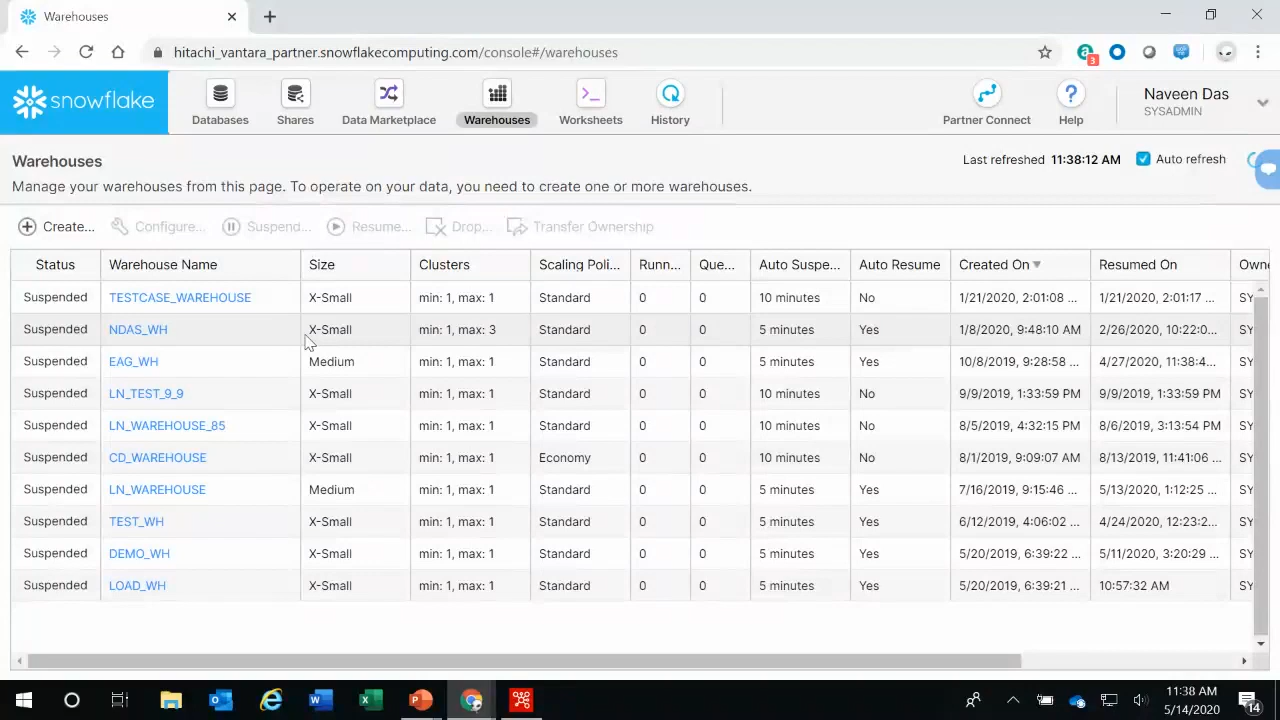 Warehouses
hitachi_vantara_partner.snowflakecomputing.com/console#/warehouses
3
snowflake
Databases
Shares
Data Marketplace
Warehouses
Worksheets
History
Partner Connect
Help
Naveen Das
SYSADMIN
Warehouses
Last refreshed 11:38:12 AM Auto refresh
Manage your warehouses from this page. To operate on your data, you need to create one or more warehouses.
Create... Configure... Suspend... Resume... Drop... Transfer Ownership
Status Warehouse Name Size Clusters Scaling Poli... Runn... Que... Auto Suspe... Auto Resume Created On Resumed On Owne
Suspended TESTCASE_WAREHOUSE X-Small min: 1, max: 1 Standard 0 0 10 minutes No 1/21/2020, 2:01:08 ... 1/21/2020, 2:01:17 ... SY
Suspended NDAS_WH X-Small min: 1, max: 3 Standard 0 0 5 minutes Yes 1/8/2020, 9:48:10 AM 2/26/2020, 10:22:0... SY
Suspended EAG_WH Medium min: 1, max: 1 Standard 0 0 5 minutes Yes 10/8/2019, 9:28:58 ... 4/27/2020, 11:38:4... SY
Suspended LN_TEST_9_9 X-Small min: 1, max: 1 Standard 0 0 10 minutes No 9/9/2019, 1:33:59 PM 9/9/2019, 1:33:59 PM SY
Suspended LN_WAREHOUSE_85 X-Small min: 1, max: 1 Standard 0 0 10 minutes No 8/5/2019, 4:32:15 PM 8/6/2019, 3:13:54 PM SY
Suspended CD_WAREHOUSE X-Small min: 1, max: 1 Economy 0 0 10 minutes No 8/1/2019, 9:09:07 AM 8/13/2019, 11:41:06 ... SY
Suspended LN_WAREHOUSE Medium min: 1, max: 1 Standard 0 0 5 minutes Yes 7/16/2019, 9:15:46 ... 5/13/2020, 1:12:25 ... SY
Suspended TEST_WH X-Small min: 1, max: 1 Standard 0 0 5 minutes Yes 6/12/2019, 4:06:02 ... 4/24/2020, 12:23:2... SY
Suspended DEMO_WH X-Small min: 1, max: 1 Standard 0 0 5 minutes Yes 5/20/2019, 6:39:22 ... 5/11/2020, 3:20:29 ... SY
Suspended LOAD_WH X-Small min: 1, max: 1 Standard 0 0 5 minutes Yes 5/20/2019, 6:39:21 ... 10:57:32 AM SY
11:38 AM
5/14/2020
14